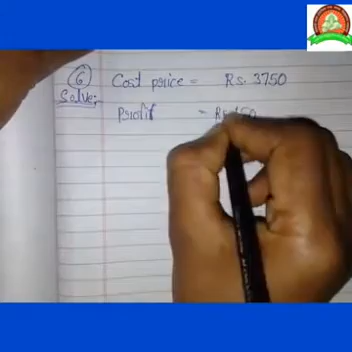 6 Cost price = Rs. 3750
Solve:
Profit =